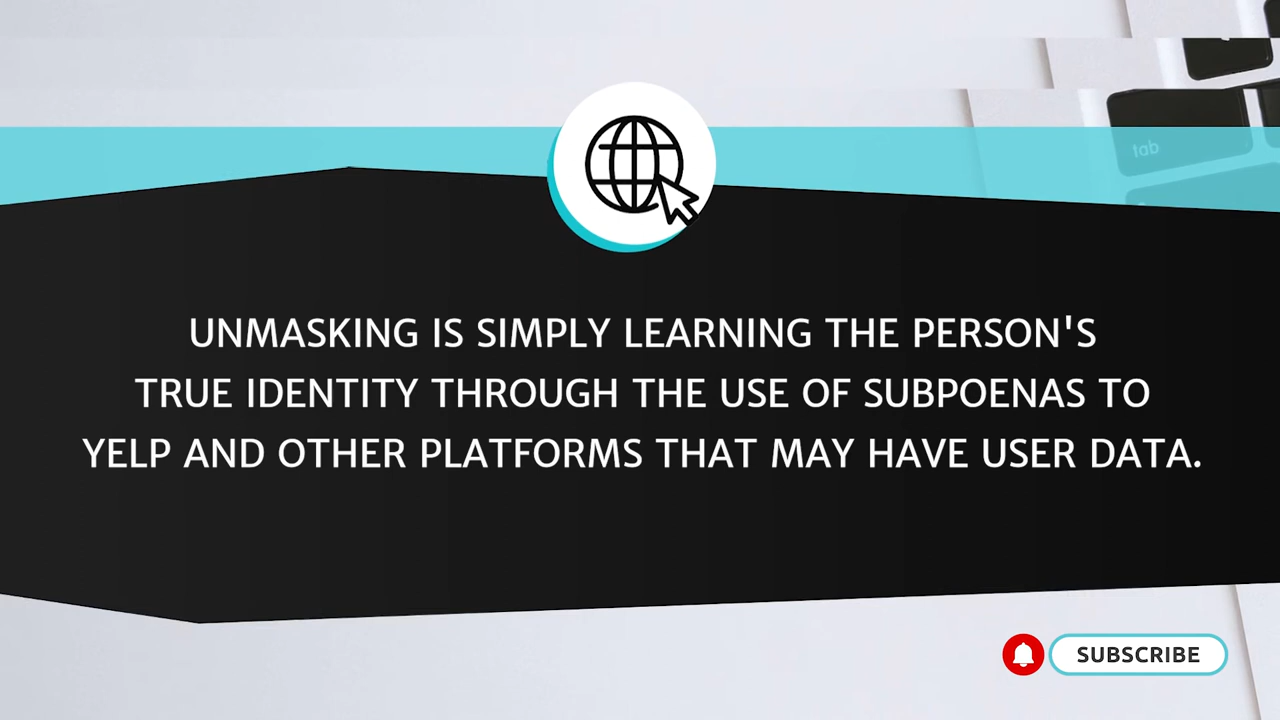 tab
UNMASKING IS SIMPLY LEARNING THE PERSON'S
TRUE IDENTITY THROUGH THE USE OF SUBPOENAS TO
YELP AND OTHER PLATFORMS THAT MAY HAVE USER DATA.
SUBSCRIBE